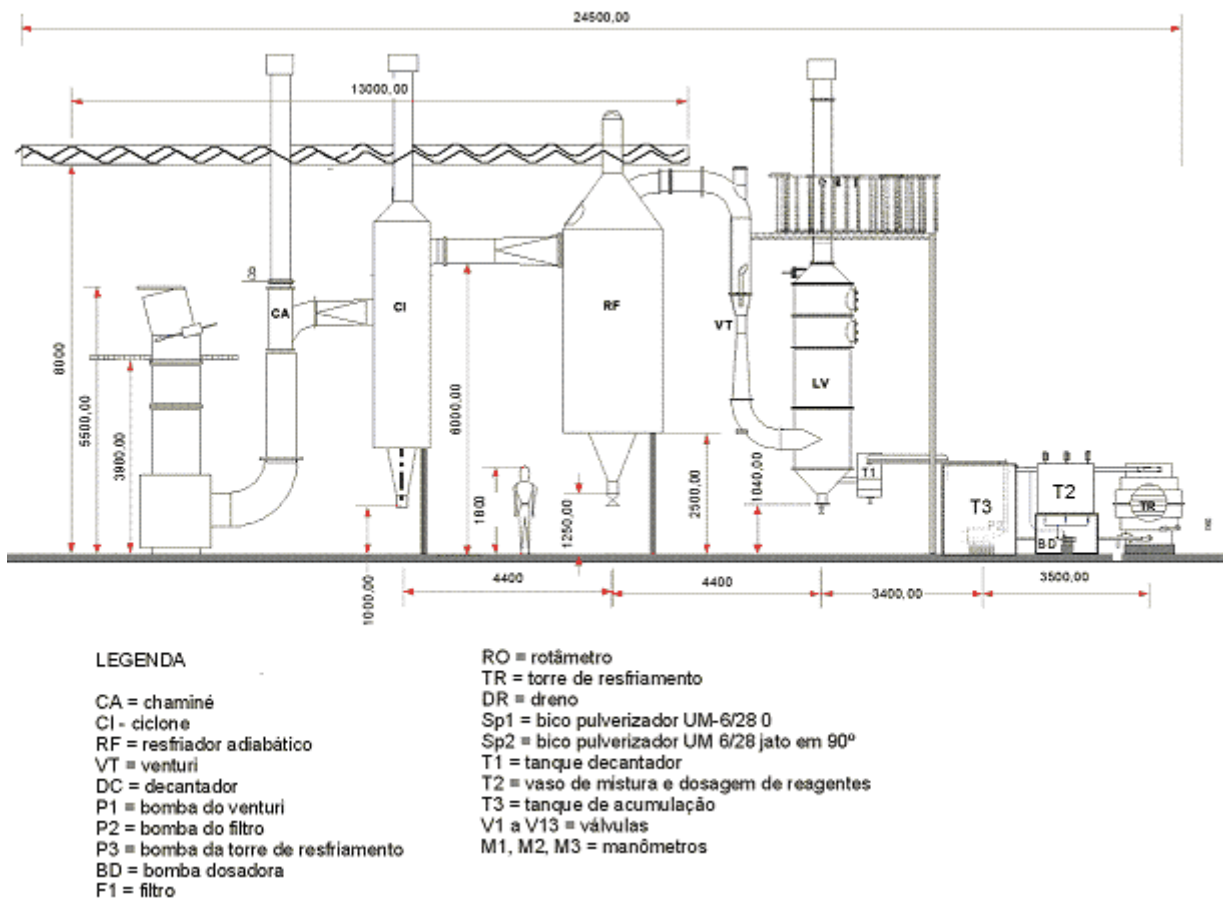 24500,00
13000,00
8000
5500,00
3900,00
CA
CI
RF
VT
LV
6000,00
1800
1250,00
2500,00
1040,00
1000,00
T1
T3
T2
BD
TR
4400
4400
3400,00
3500,00
LEGENDA
CA = chaminé
CI - ciclone
RF = resfriador adiabático
VT = venturi
DC = decantador
P1 = bomba do venturi
P2 = bomba do filtro
P3 = bomba da torre de resfriamento
BD = bomba dosadora
F1 = filtro
RO = rotâmetro
TR = torre de resfriamento
DR = dreno
Sp1 = bico pulverizador UM-6/28 0
Sp2 = bico pulverizador UM 6/28 jato em 90º
T1 = tanque decantador
T2 = vaso de mistura e dosagem de reagentes
T3 = tanque de acumulação
V1 a V13 = válvulas
M1, M2, M3 = manômetros